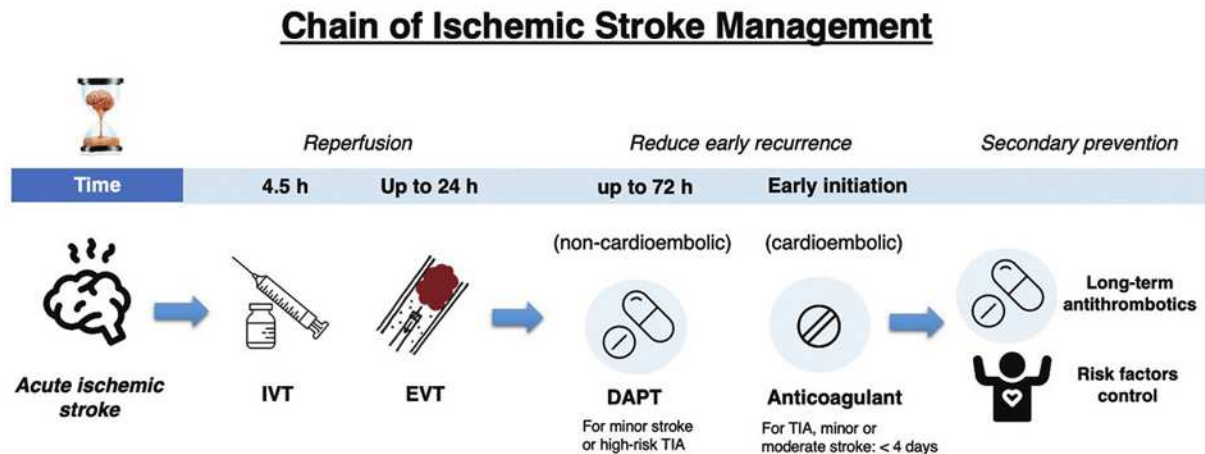 Chain of Ischemic Stroke Management
Reperfusion
Reduce early recurrence
Secondary prevention
Time
4.5 h
Up to 24 h
up to 72 h
Early initiation
(non-cardioembolic)
(cardioembolic)
Long-term
antithrombotics
Acute ischemic
stroke
IVT
EVT
DAPT
For minor stroke
or high-risk TIA
Anticoagulant
For TIA, minor or
moderate stroke: < 4 days
Risk factors
control